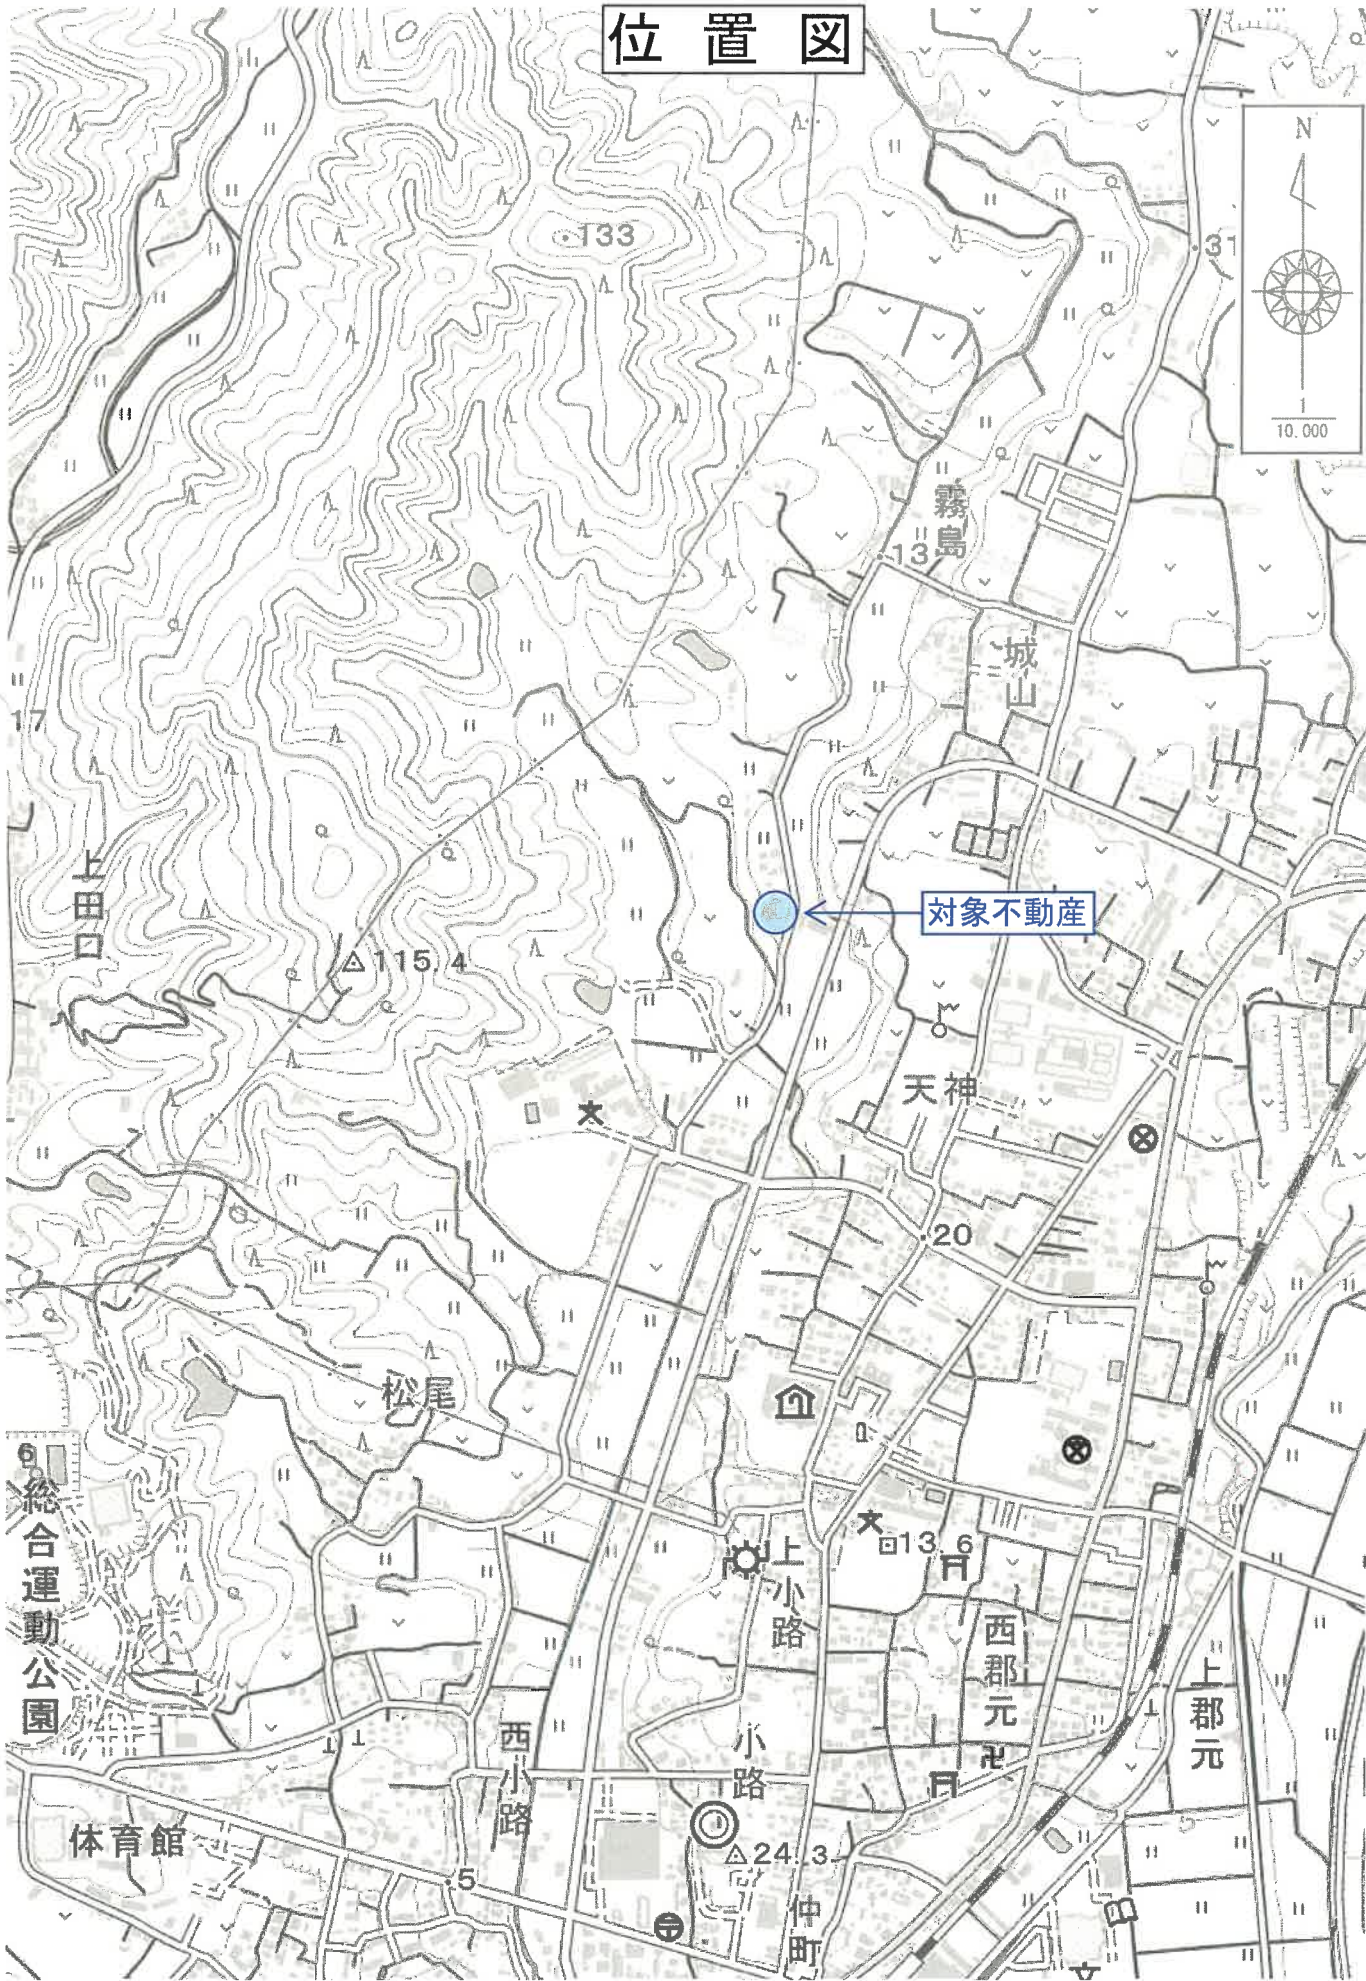 位置図
N
1
10,000
133
31
霧島
13
城山
17
上田口
対象不動産
115.4
天神
20
松尾
6
総合運動公園
13.6
上小路
西郡元
上郡元
西小路
小路
体育館
24.3
5
仲町